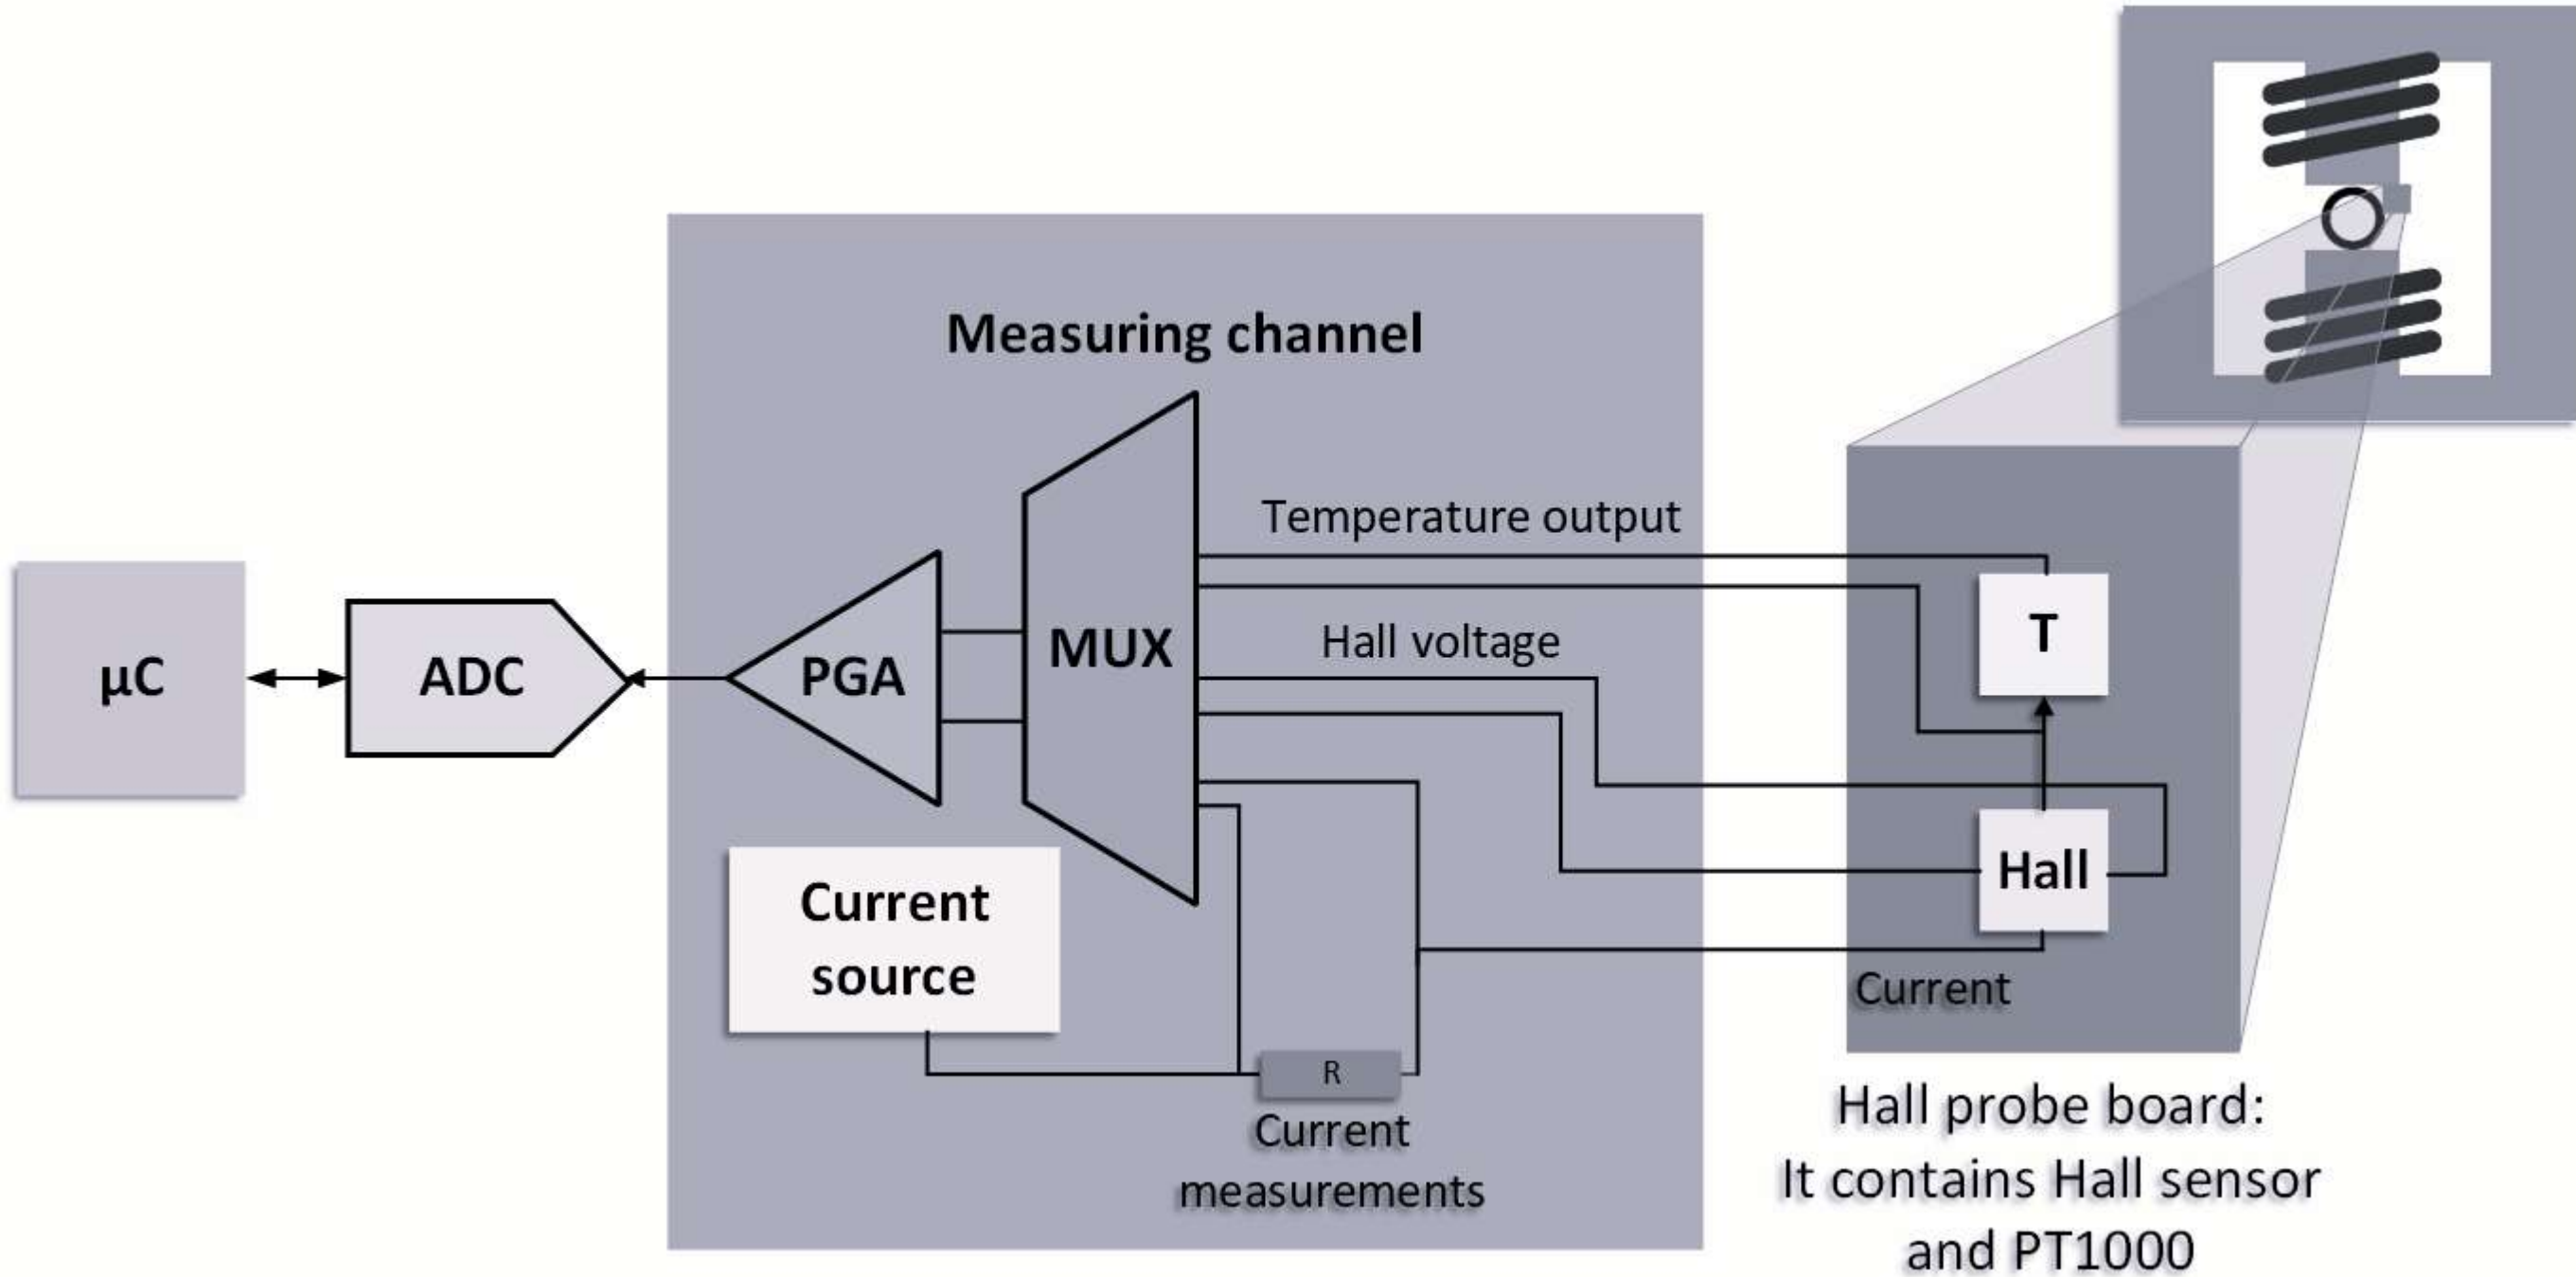 Measuring channel
Temperature output
Hall voltage
µC
ADC
PGA
MUX
T
Hall
Current
source
Current
R
Current
measurements
Hall probe board:
It contains Hall sensor
and PT1000